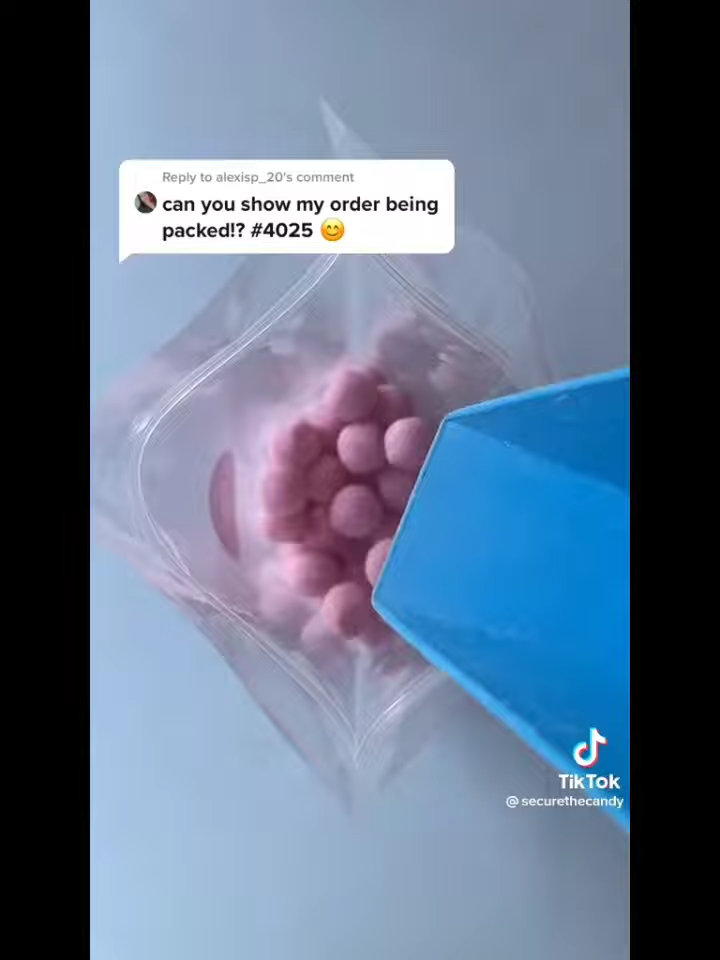 Reply to alexisp_20's comment
can you show my order being
packed!? #4025 😊
TikTok
@securethecandy